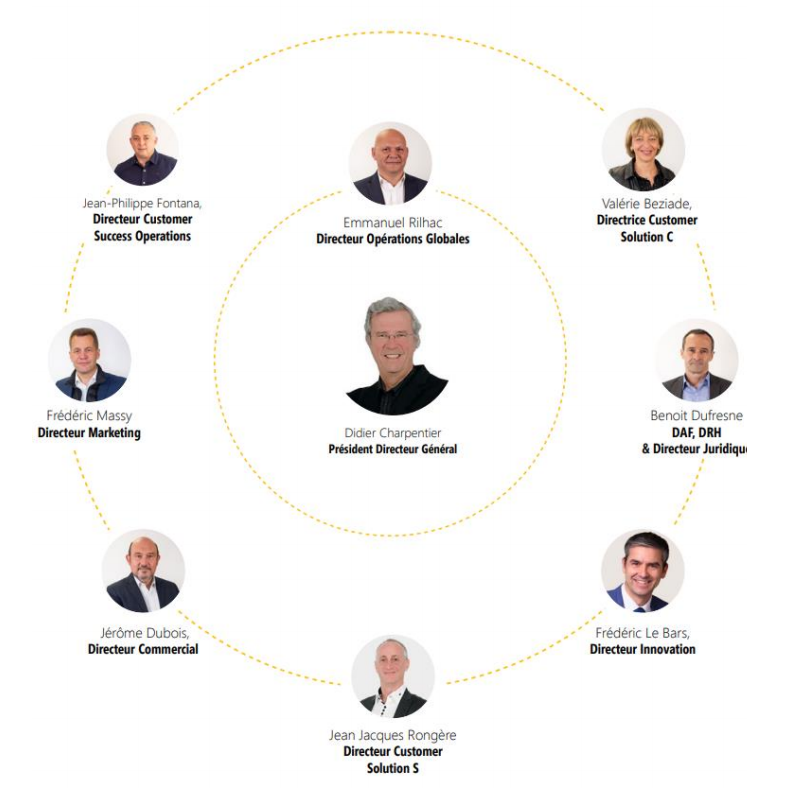 Jean-Philippe Fontana,
Directeur Customer
Success Operations
Emmanuel Rilhac
Directeur Opérations Globales
Valérie Beziade,
Directrice Customer
Solution C
Frédéric Massy
Directeur Marketing
Didier Charpentier
Président Directeur Général
Benoit Dufresne
DAF, DRH
& Directeur Juridiqu
Jérôme Dubois,
Directeur Commercial
Frédéric Le Bars,
Directeur Innovation
Jean Jacques Rongère
Directeur Customer
Solution S